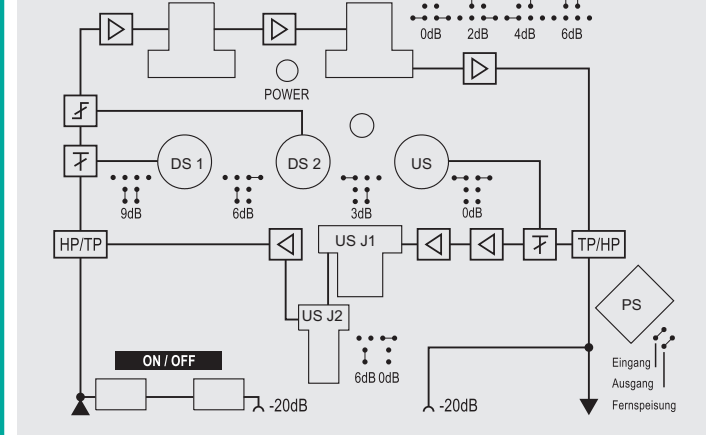 0dB 2dB 4dB 6dB
POWER
DS 1 DS 2 US
9dB 6dB 3dB 0dB
HP/TP US J1 TP/HP
US J2
PS
6dB 0dB
ON / OFF
-20dB -20dB
Eingang
Ausgang
Fernspeisung